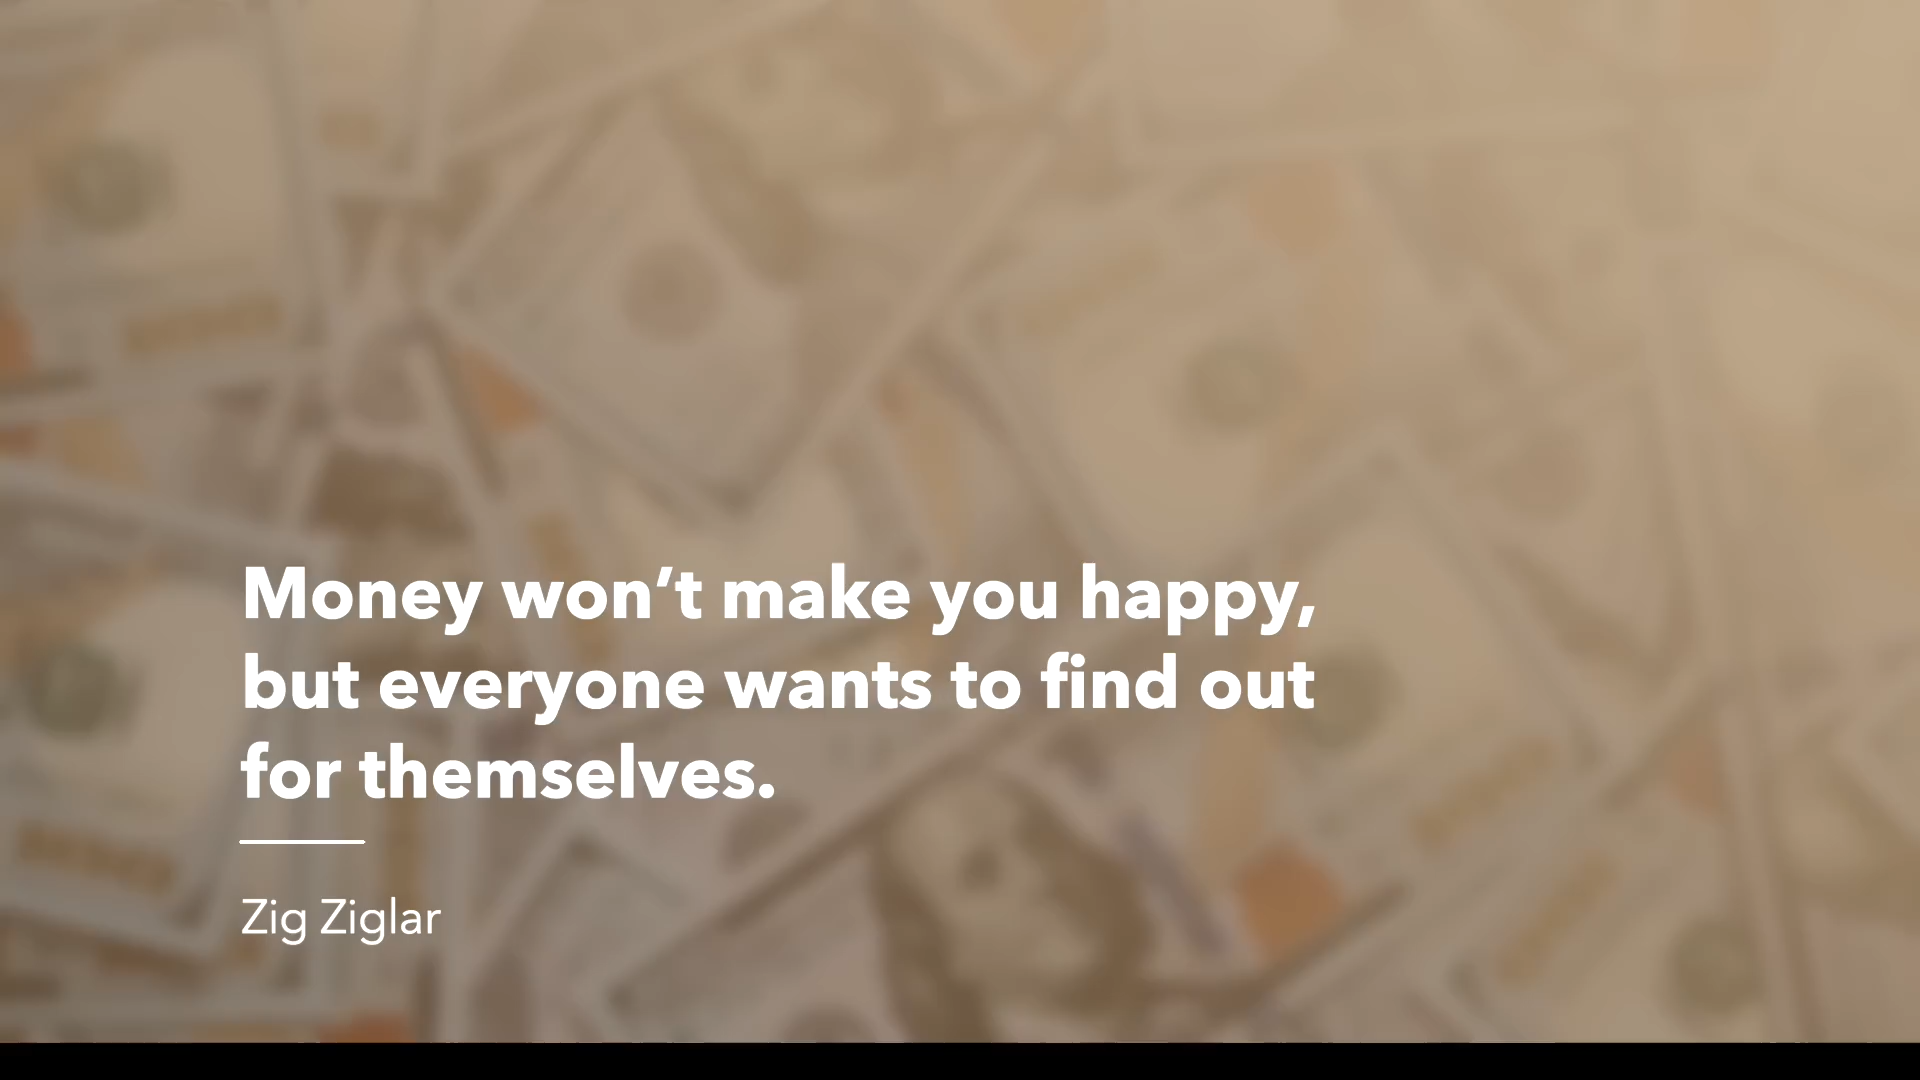 Money won’t make you happy,
but everyone wants to find out
for themselves.
Zig Ziglar